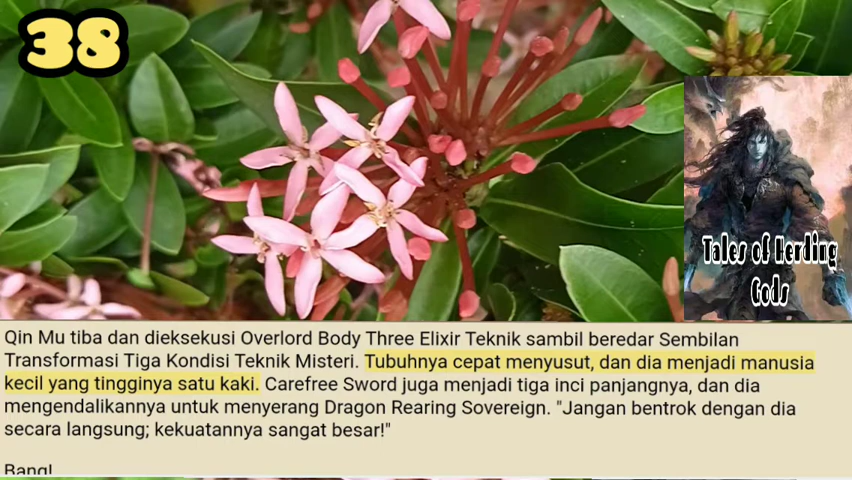 38
Tales of Herding
Gods
Qin Mu tiba dan dieksekusi Overlord Body Three Elixir Teknik sambil beredar Sembilan
Transformasi Tiga Kondisi Teknik Misteri. Tubuhnya cepat menyusut, dan dia menjadi manusia
kecil yang tingginya satu kaki. Carefree Sword juga menjadi tiga inci panjangnya, dan dia
mengendalikannya untuk menyerang Dragon Rearing Sovereign. "Jangan bentrok dengan dia
secara langsung; kekuatannya sangat besar!"
Bang!